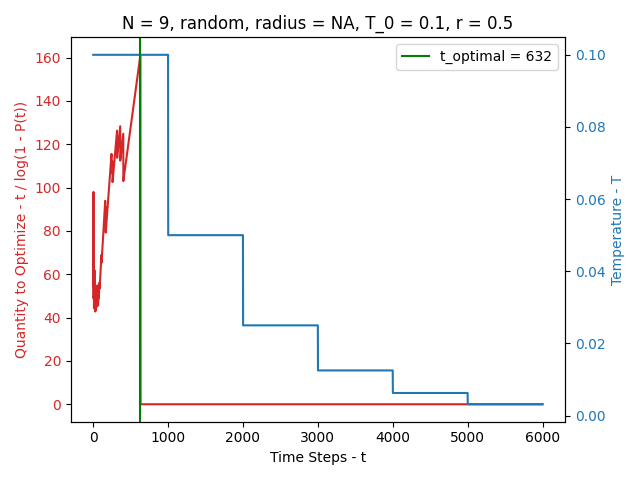 N = 9, random, radius = NA, T_0 = 0.1, r = 0.5
t_optimal = 632
Quantity to Optimize - t / log(1 - P(t))
160
140
120
100
80
60
40
20
0
0.10
0.08
0.06
0.04
0.02
0.00
Temperature - T
0 1000 2000 3000 4000 5000 6000
Time Steps - t